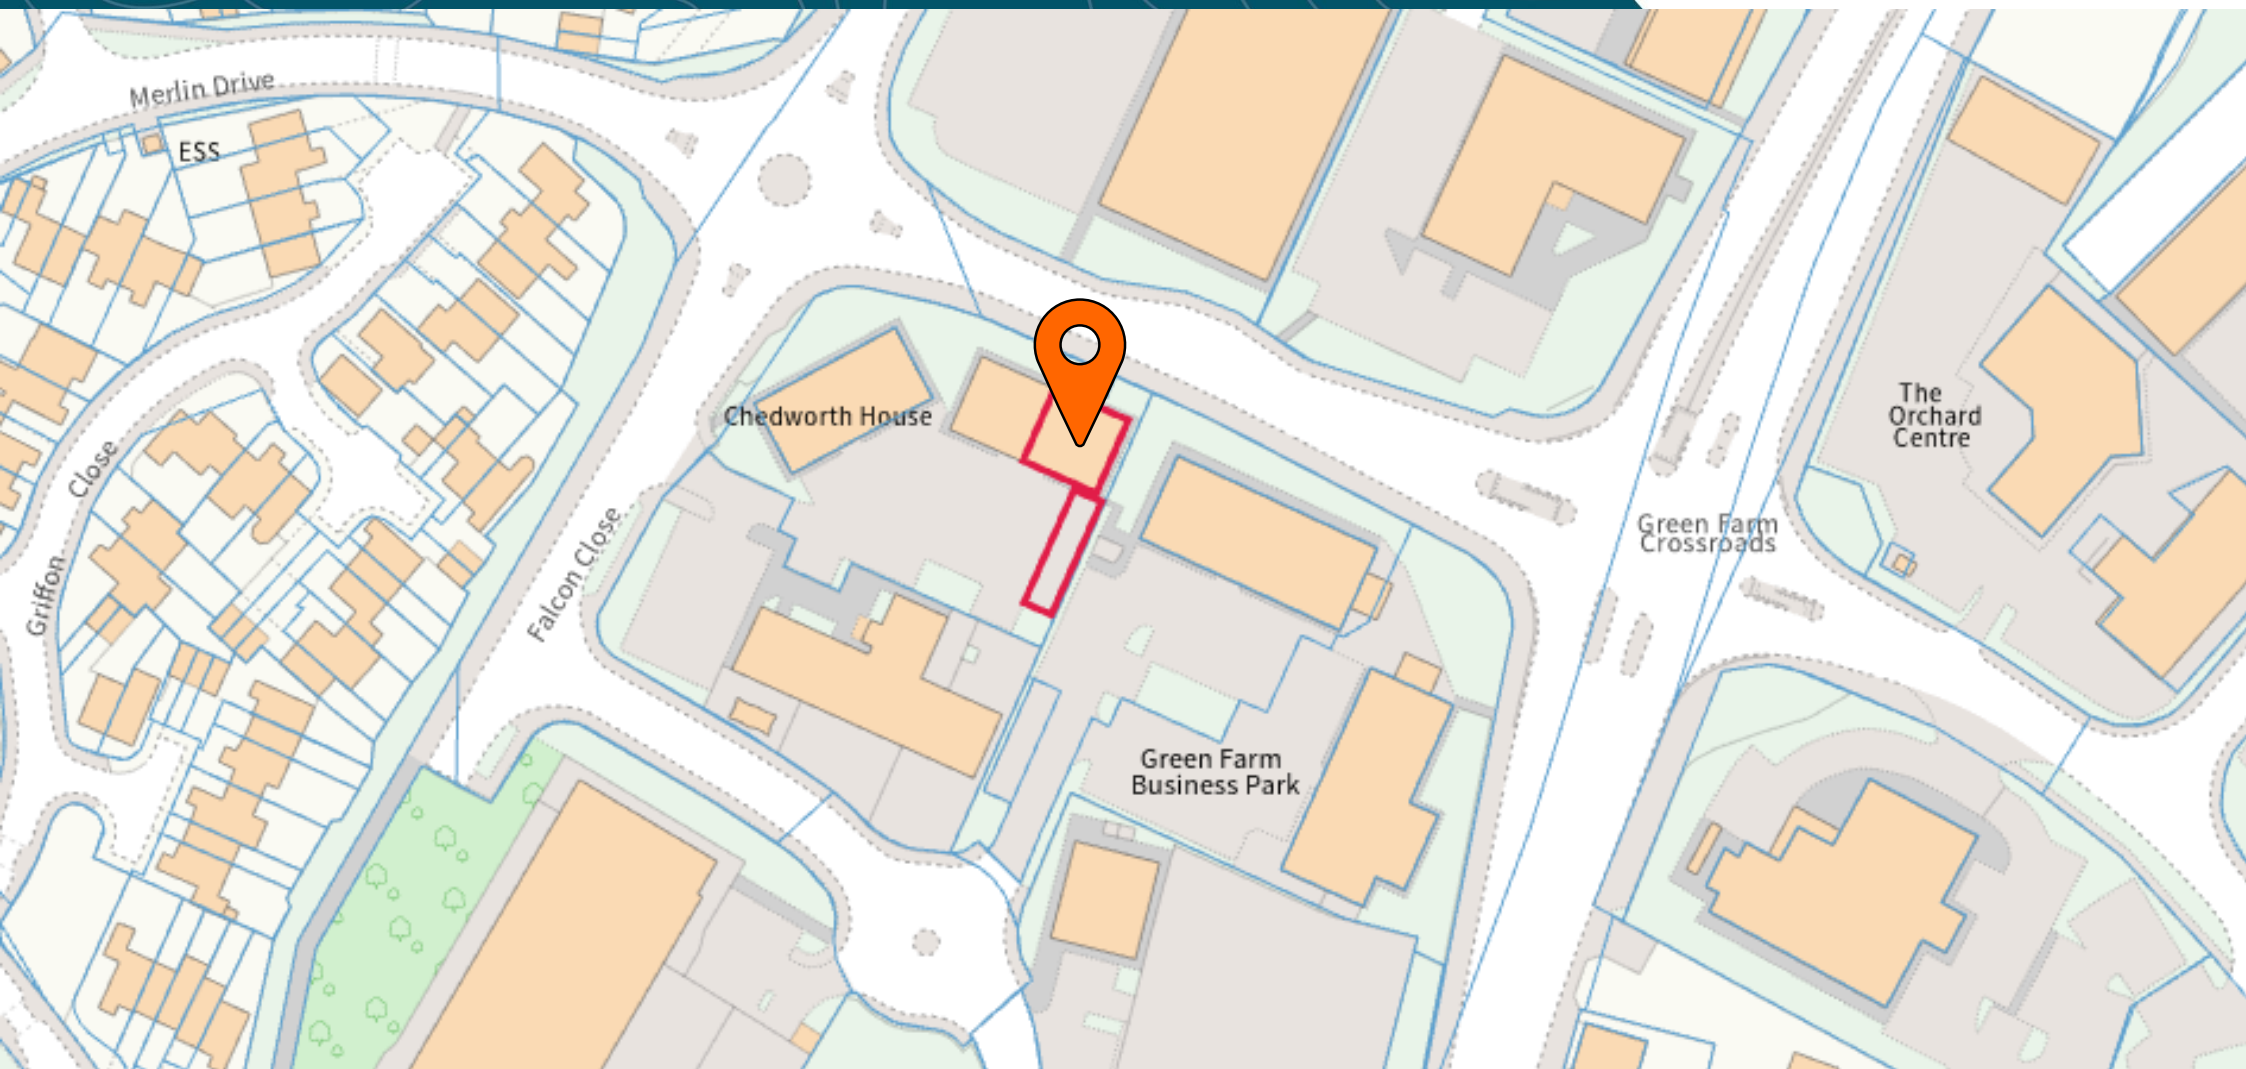 Merlin Drive
ESS
Chedworth House
The
Orchard
Centre
Close
Griffon
Falcon Close
Green Farm
Crossroads
Green Farm
Business Park